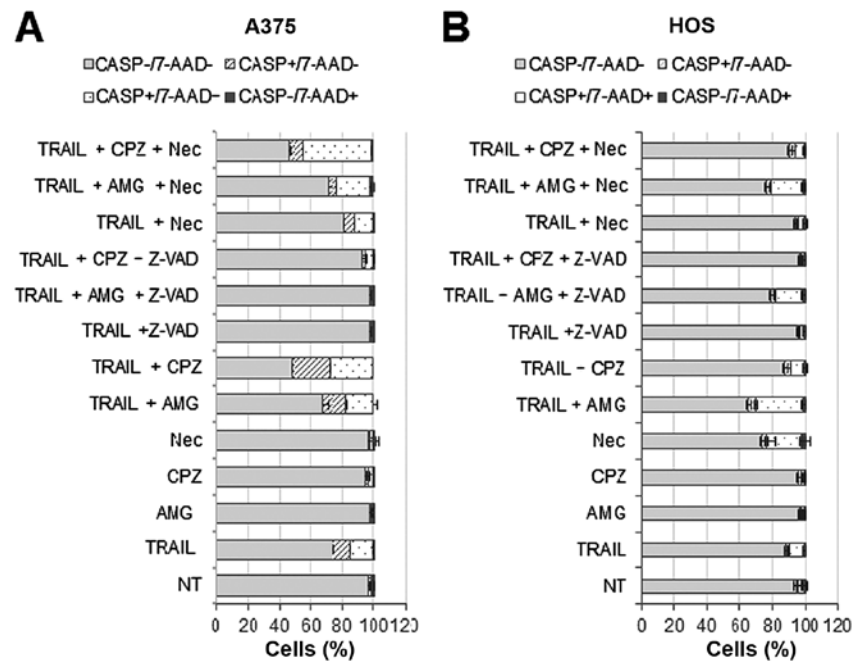 A
A375
CASP-/7-AAD- CASP+/7-AAD-
CASP+/7-AAD- CASP-/7-AAD+
TRAIL + CPZ + Nec
TRAIL + AMG + Nec
TRAIL + Nec
TRAIL + CPZ - Z-VAD
TRAIL + AMG + Z-VAD
TRAIL +Z-VAD
TRAIL + CPZ
TRAIL + AMG
Nec
CPZ
AMG
TRAIL
NT
0 20 40 60 80 100 120
Cells (%)
B
HOS
CASP-/7-AAD- CASP+/7-AAD-
CASP+/7-AAD+ CASP-/7-AAD+
TRAIL + CPZ + Nec
TRAIL + AMG + Nec
TRAIL + Nec
TRAIL + CPZ + Z-VAD
TRAIL - AMG + Z-VAD
TRAIL +Z-VAD
TRAIL - CPZ
TRAIL + AMG
Nec
CPZ
AMG
TRAIL
NT
0 20 40 60 80 100 120
Cells (%)